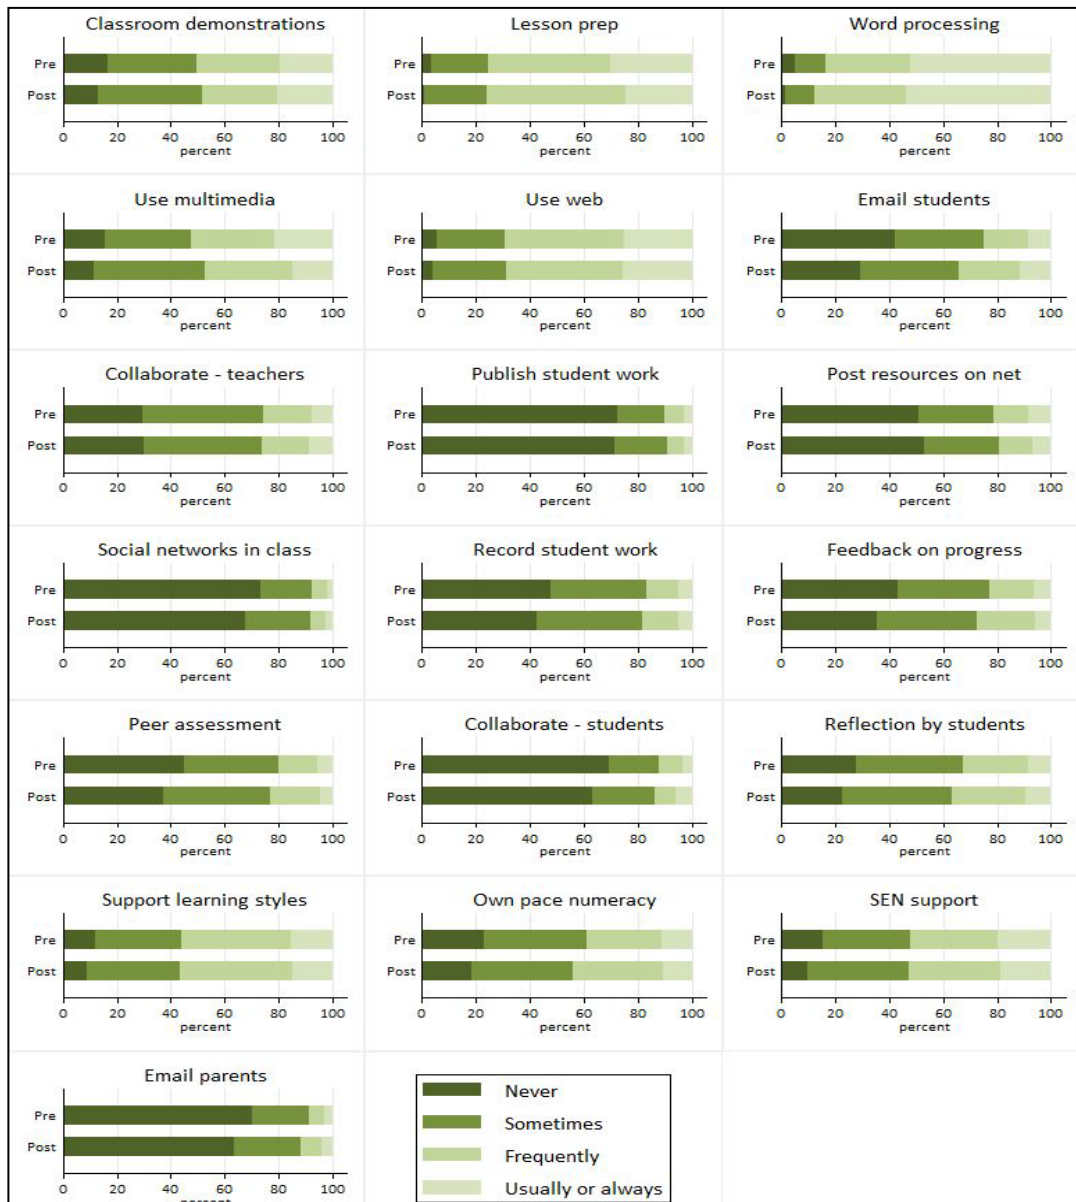 Classroom demonstrations
Pre
Post
0 20 40 60 80 100
percent
Lesson prep
0 20 40 60 80 100
percent
Word processing
Pre
Post
0 20 40 60 80 100
percent
Use multimedia
Pre
Post
0 20 40 60 80 100
percent
Use web
Pre
Post
0 20 40 60 80 100
percent
Email students
Pre
Post
0 20 40 60 80 100
percent
Collaborate - teachers
Pre
Post
0 20 40 60 80 100
percent
Publish student work
Pre
Post
0 20 40 60 80 100
percent
Post resources on net
Pre
Post
0 20 40 60 80 100
percent
Social networks in class
Pre
Post
0 20 40 60 80 100
percent
Record student work
Pre
Post
0 20 40 60 80 100
percent
Feedback on progress
Pre
Post
0 20 40 60 80 100
percent
Peer assessment
Pre
Post
0 20 40 60 80 100
percent
Collaborate - students
Pre
Post
0 20 40 60 80 100
percent
Reflection by students
Pre
Post
0 20 40 60 80 100
percent
Support learning styles
Pre
Post
0 20 40 60 80 100
percent
Own pace numeracy
Pre
Post
0 20 40 60 80 100
percent
SEN support
Pre
Post
0 20 40 60 80 100
percent
Email parents
Pre
Post
0 20 40 60 80 100
percent
Never
Sometimes
Frequently
Usually or always